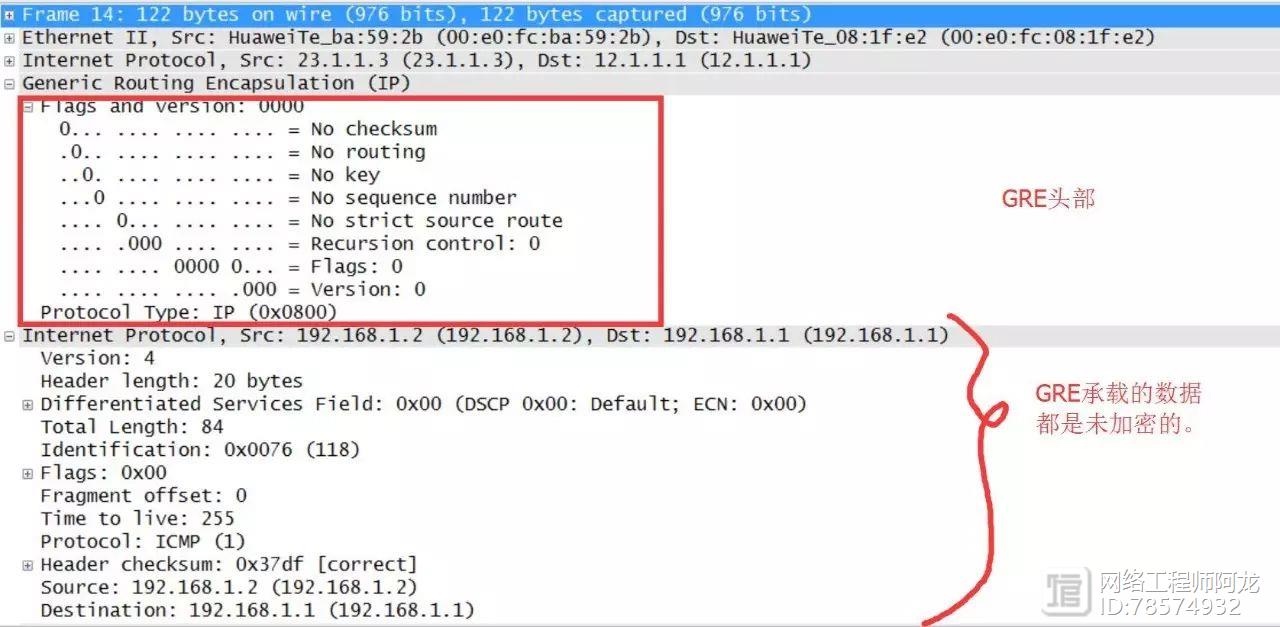 Frame 14: 122 bytes on wire (976 bits), 122 bytes captured (976 bits)
Ethernet II, Src: HuaweiTe_ba:59:2b (00:e0:fc:ba:59:2b), Dst: HuaweiTe_08:1f:e2 (00:e0:fc:08:1f:e2)
Internet Protocol, Src: 23.1.1.3 (23.1.1.3), Dst: 12.1.1.1 (12.1.1.1)
Generic Routing Encapsulation (IP)
Flags and version: 0000
0... .... .... .... = No checksum
.0.. .... .... .... = No routing
..0. .... .... .... = No key
...0 .... .... .... = No sequence number
.... 0... .... .... = No strict source route
.... .000 .... .... = Recursion control: 0
.... .... 0000 0... = Flags: 0
.... .... .... .000 = Version: 0
Protocol Type: IP (0x0800)
GRE头部
Internet Protocol, Src: 192.168.1.2 (192.168.1.2), Dst: 192.168.1.1 (192.168.1.1)
Version: 4
Header length: 20 bytes
Differentiated Services Field: 0x00 (DSCP 0x00: Default; ECN: 0x00)
Total Length: 84
Identification: 0x0076 (118)
Flags: 0x00
Fragment offset: 0
Time to live: 255
Protocol: ICMP (1)
Header checksum: 0x37df [correct]
Source: 192.168.1.2 (192.168.1.2)
Destination: 192.168.1.1 (192.168.1.1)
GRE承载的数据
都是未加密的。
网络工程师阿龙
ID:78574932